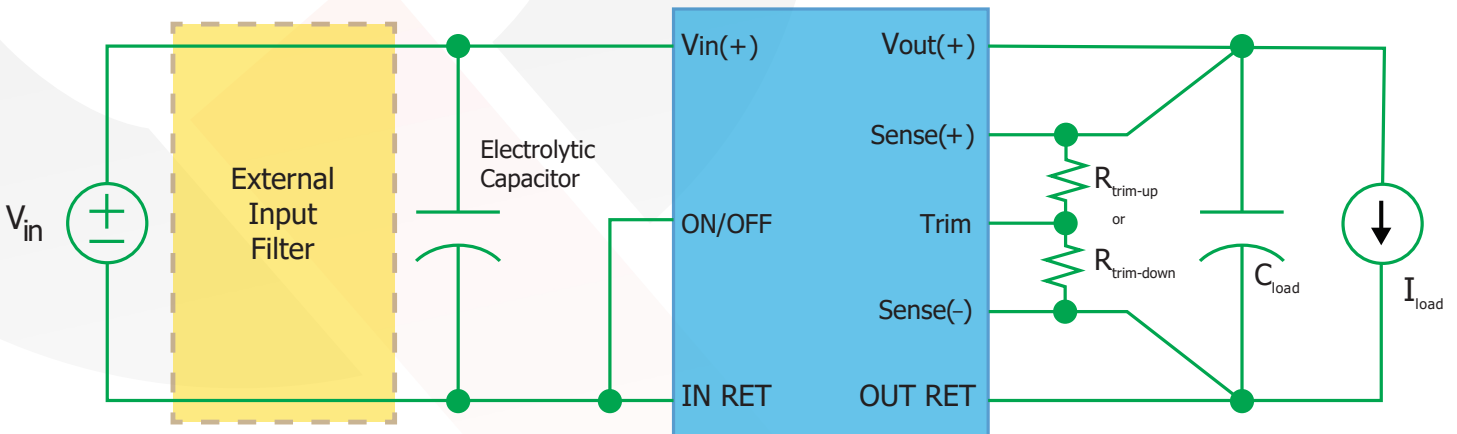 Vin
External
Input
Filter
Electrolytic
Capacitor
Vin(+)
ON/OFF
IN RET
Vout(+)
Sense(+)
Trim
Sense(−)
OUT RET
Rtrim-up
or
Rtrim-down
Cload
Iload